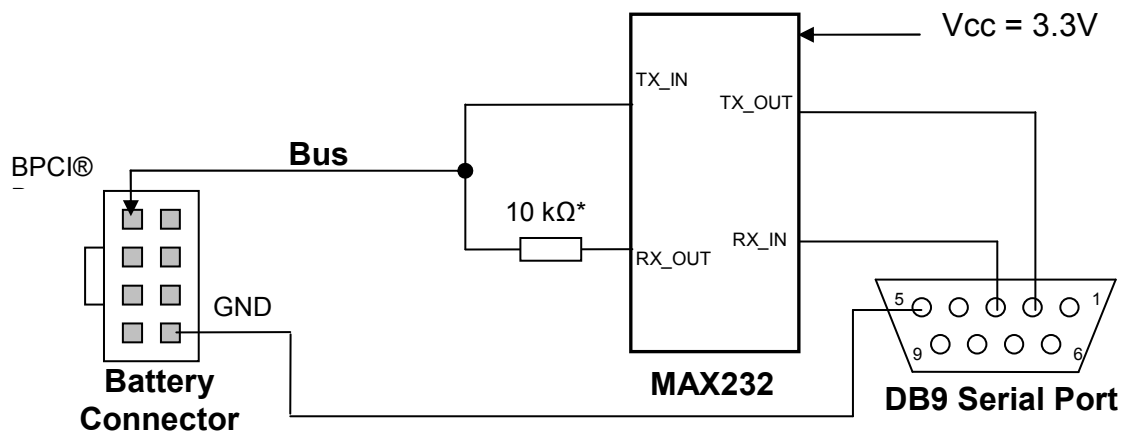 Vcc = 3.3V
TX_IN
TX_OUT
BPCI®
Bus
10 kΩ*
RX_IN
RX_OUT
GND
5
1
9
6
Battery
Connector
MAX232
DB9 Serial Port